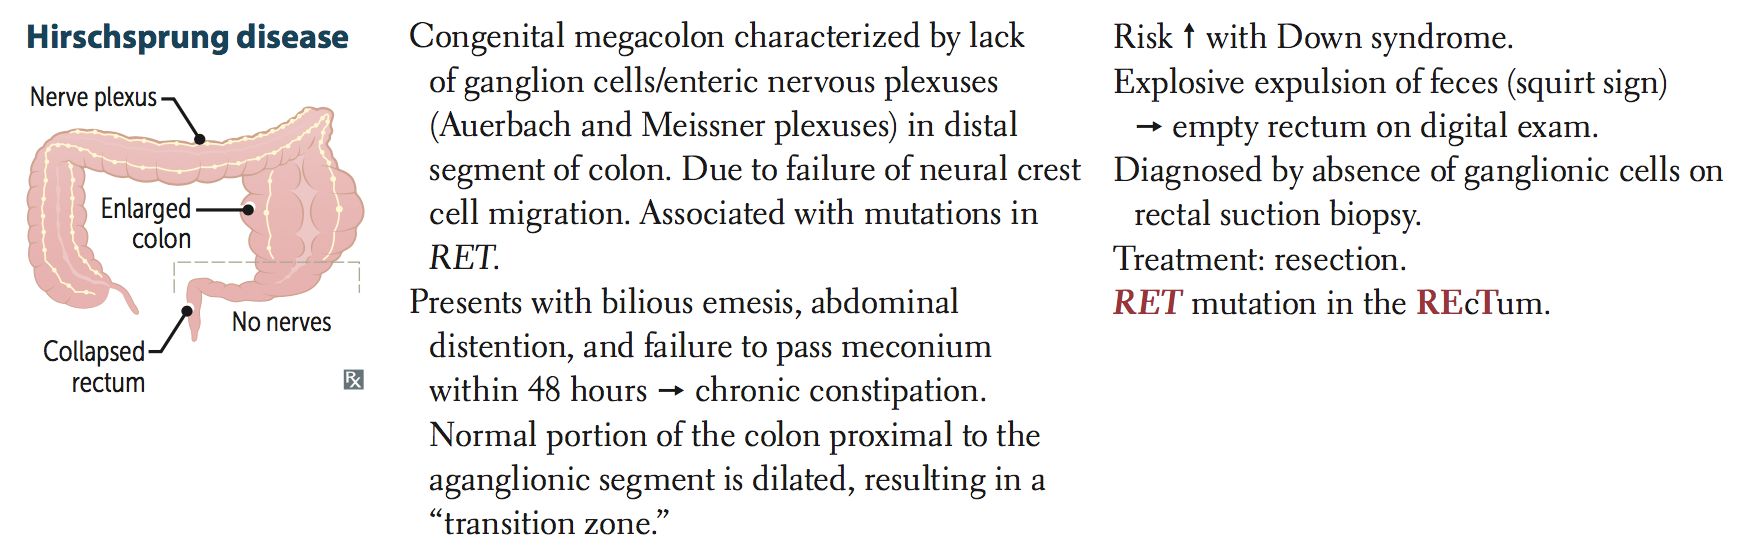 Hirschsprung disease
Nerve plexus
Enlarged
colon
No nerves
Collapsed
rectum
Rx
Congenital megacolon characterized by lack
of ganglion cells/enteric nervous plexuses
(Auerbach and Meissner plexuses) in distal
segment of colon. Due to failure of neural crest
cell migration. Associated with mutations in
RET.
Presents with bilious emesis, abdominal
distention, and failure to pass meconium
within 48 hours → chronic constipation.
Normal portion of the colon proximal to the
aganglionic segment is dilated, resulting in a
“transition zone.”
Risk ↑ with Down syndrome.
Explosive expulsion of feces (squirt sign)
→ empty rectum on digital exam.
Diagnosed by absence of ganglionic cells on
rectal suction biopsy.
Treatment: resection.
RET mutation in the REcTum.